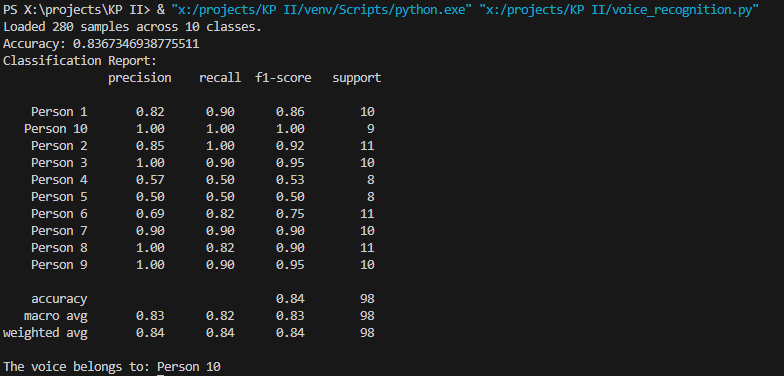 PS X:\projects\KP II> & "x:/projects/KP II/venv/Scripts/python.exe" "x:/projects/KP II/voice_recognition.py"
Loaded 280 samples across 10 classes.
Accuracy: 0.8367346938775511
Classification Report:
              precision    recall  f1-score   support

    Person 1       0.82      0.90      0.86        10
   Person 10       1.00      1.00      1.00         9
    Person 2       0.85      1.00      0.92        11
    Person 3       1.00      0.90      0.95        10
    Person 4       0.57      0.50      0.53         8
    Person 5       0.50      0.50      0.50         8
    Person 6       0.69      0.82      0.75        11
    Person 7       0.90      0.90      0.90        10
    Person 8       1.00      0.82      0.90        11
    Person 9       1.00      0.90      0.95        10

    accuracy                           0.84        98
   macro avg       0.83      0.82      0.83        98
weighted avg       0.84      0.84      0.84        98

The voice belongs to: Person 10